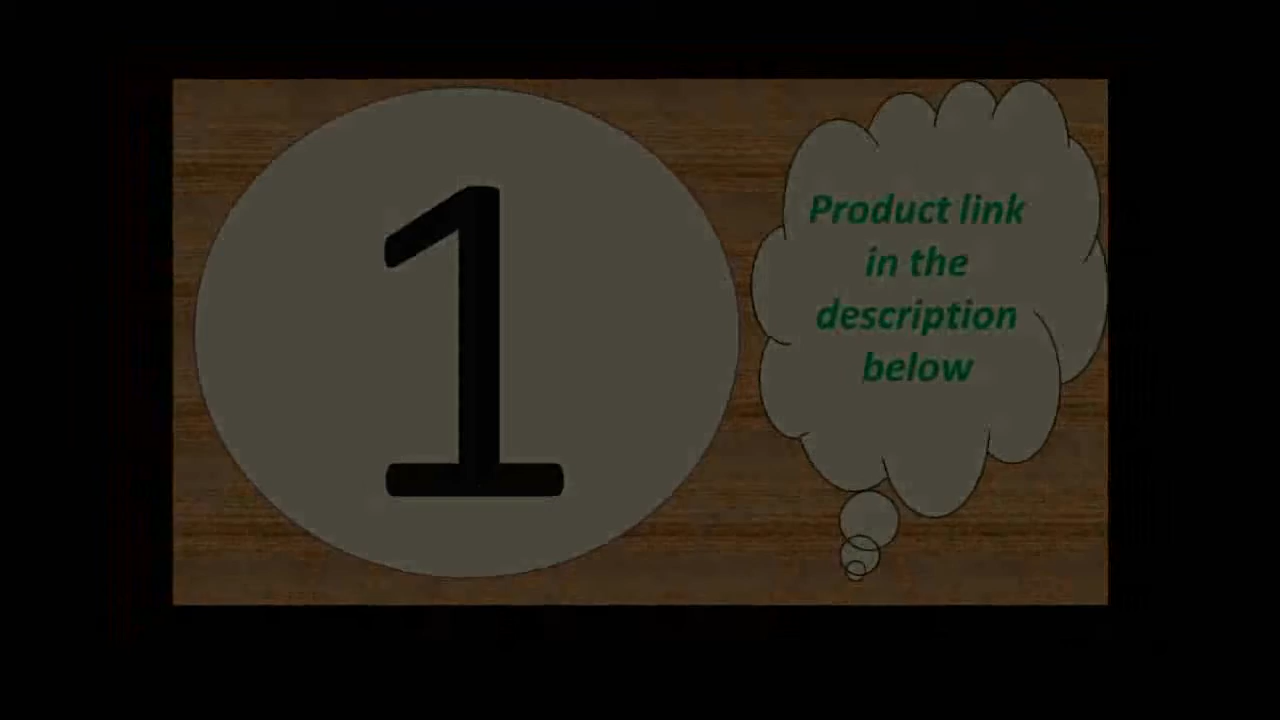 1
Product link
in the
description
below